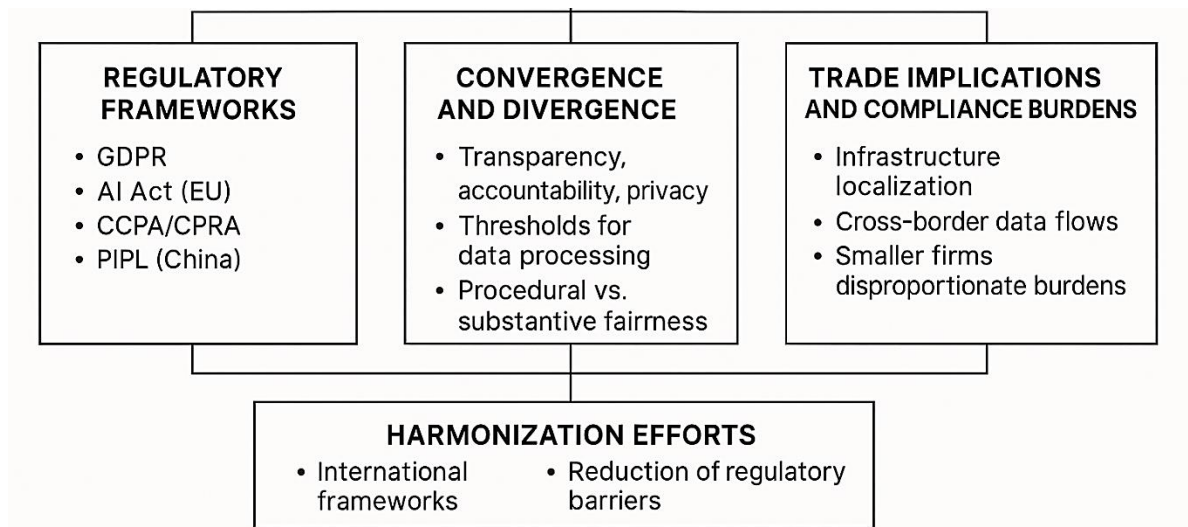 REGULATORY
FRAMEWORKS
• GDPR
• AI Act (EU)
• CCPA/CPRA
• PIPL (China)
CONVERGENCE
AND DIVERGENCE
• Transparency,
accountability, privacy
• Thresholds for
data processing
• Procedural vs.
substantive fairness
TRADE IMPLICATIONS
AND COMPLIANCE BURDENS
• Infrastructure
localization
• Cross-border data flows
• Smaller firms
disproportionate burdens
HARMONIZATION EFFORTS
• International
frameworks
• Reduction of regulatory
barriers